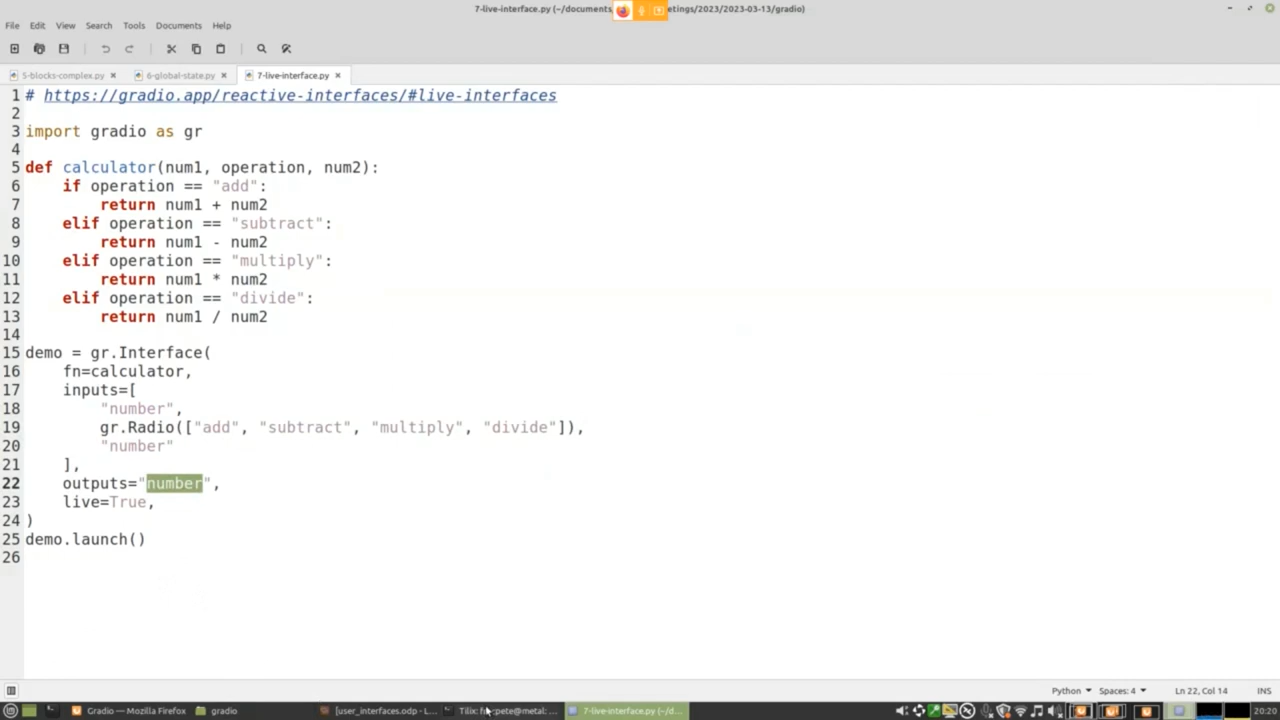 7-live-interface.py (~/documents/ etings/2023/2023-03-13/gradio)
File Edit View Search Tools Documents Help
5-blocks-complex.py × 6-global-state.py × 7-live-interface.py ×
1 # https://gradio.app/reactive-interfaces/#live-interfaces
2
3 import gradio as gr
4
5 def calculator(num1, operation, num2):
6 if operation == "add":
7 return num1 + num2
8 elif operation == "subtract":
9 return num1 - num2
10 elif operation == "multiply":
11 return num1 * num2
12 elif operation == "divide":
13 return num1 / num2
14
15 demo = gr.Interface(
16 fn=calculator,
17 inputs=[
18 "number",
19 gr.Radio(["add", "subtract", "multiply", "divide"]),
20 "number"
21 ],
22 outputs="number",
23 live=True,
24 )
25 demo.launch()
26
Python Spaces: 4 Ln 22, Col 14 INS
Gradio — Mozilla Firefox gradio [user_interfaces.odp - L... Tilix: pete@metal: ... 7-live-interface.py (~/d... 20:20